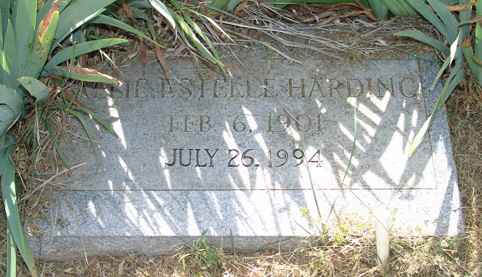 ESTELLE HARDING
FEB. 6, 1901
JULY 26, 1994